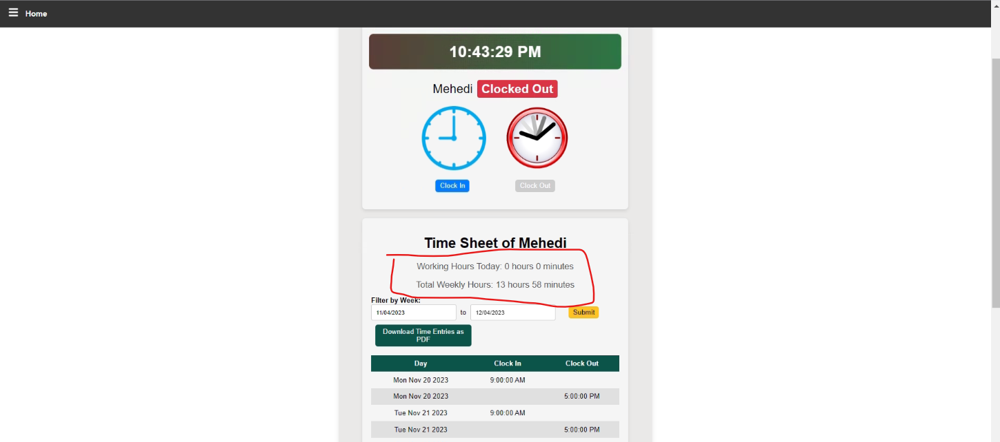 Home
10:43:29 PM
Mehedi Clocked Out
Clock In Clock Out
Time Sheet of Mehedi
Working Hours Today: 0 hours 0 minutes
Total Weekly Hours: 13 hours 58 minutes
Filter by Week:
11/04/2023 to 12/04/2023 Submit
Download Time Entries as
PDF
Day Clock In Clock Out
Mon Nov 20 2023 9:00:00 AM
Mon Nov 20 2023 5:00:00 PM
Tue Nov 21 2023 9:00:00 AM
Tue Nov 21 2023 5:00:00 PM